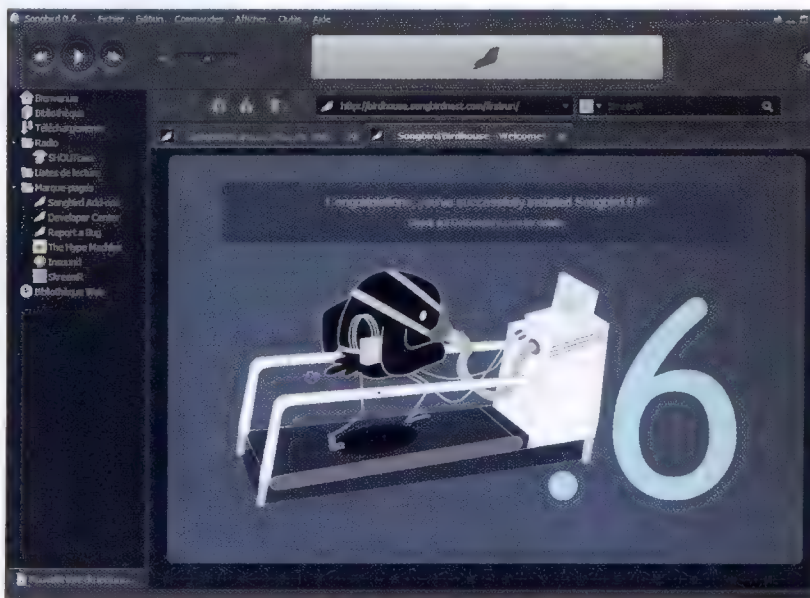 Songbird 0.6 Fichier Édition Commandes Afficher Outils Aide
http://birdhouse.songbirdnest.com/firstrun/
StreemR
Songbird Birdhouse - Welcome
Bienvenue
Bibliothèque
Téléchargements
Radio
SHOUTcast
Listes de lecture
Marque-pages
Songbird Add-ons
Developer Center
Report a Bug
The Hype Machine
Insound
SkreemR
Bibliothèque Web
Congratulations, you've successfully installed Songbird 0.6!
.6